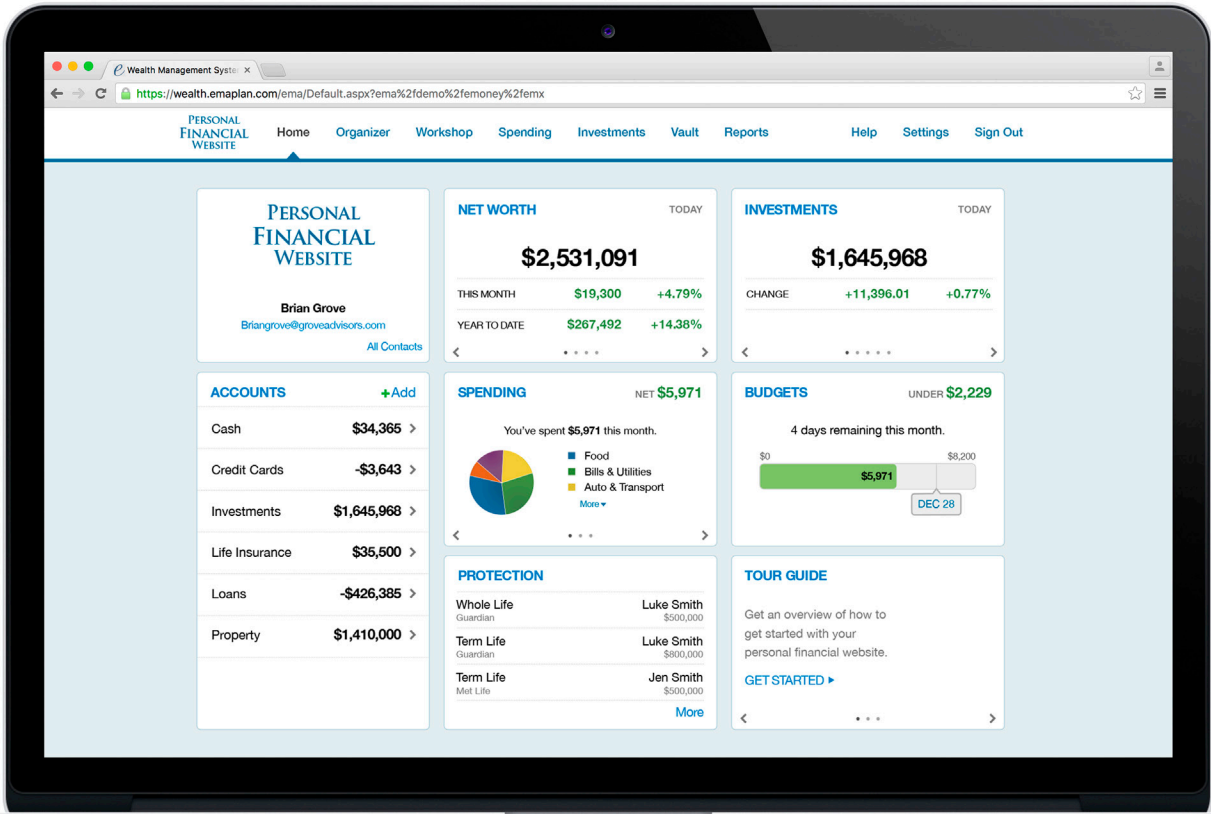 Wealth Management Syste
https://wealth.emaplan.com/ema/Default.aspx?ema%2fdemo%2femoney%2femx
PERSONAL
FINANCIAL
WEBSITE
Home Organizer Workshop Spending Investments Vault Reports Help Settings Sign Out
PERSONAL
FINANCIAL
WEBSITE
Brian Grove
Briangrove@groveadvisors.com
All Contacts
NET WORTH TODAY
$2,531,091
THIS MONTH $19,300 +4.79%
YEAR TO DATE $267,492 +14.38%
INVESTMENTS TODAY
$1,645,968
CHANGE +11,396.01 +0.77%
ACCOUNTS +Add
Cash $34,365
Credit Cards -$3,643
Investments $1,645,968
Life Insurance $35,500
Loans -$426,385
Property $1,410,000
SPENDING NET $5,971
You've spent $5,971 this month.
Food
Bills & Utilities
Auto & Transport
More
BUDGETS UNDER $2,229
4 days remaining this month.
$0 $8,200
$5,971
DEC 28
PROTECTION
Whole Life Luke Smith
Guardian $500,000
Term Life Luke Smith
Guardian $800,000
Term Life Jen Smith
Met Life $500,000
More
TOUR GUIDE
Get an overview of how to
get started with your
personal financial website.
GET STARTED